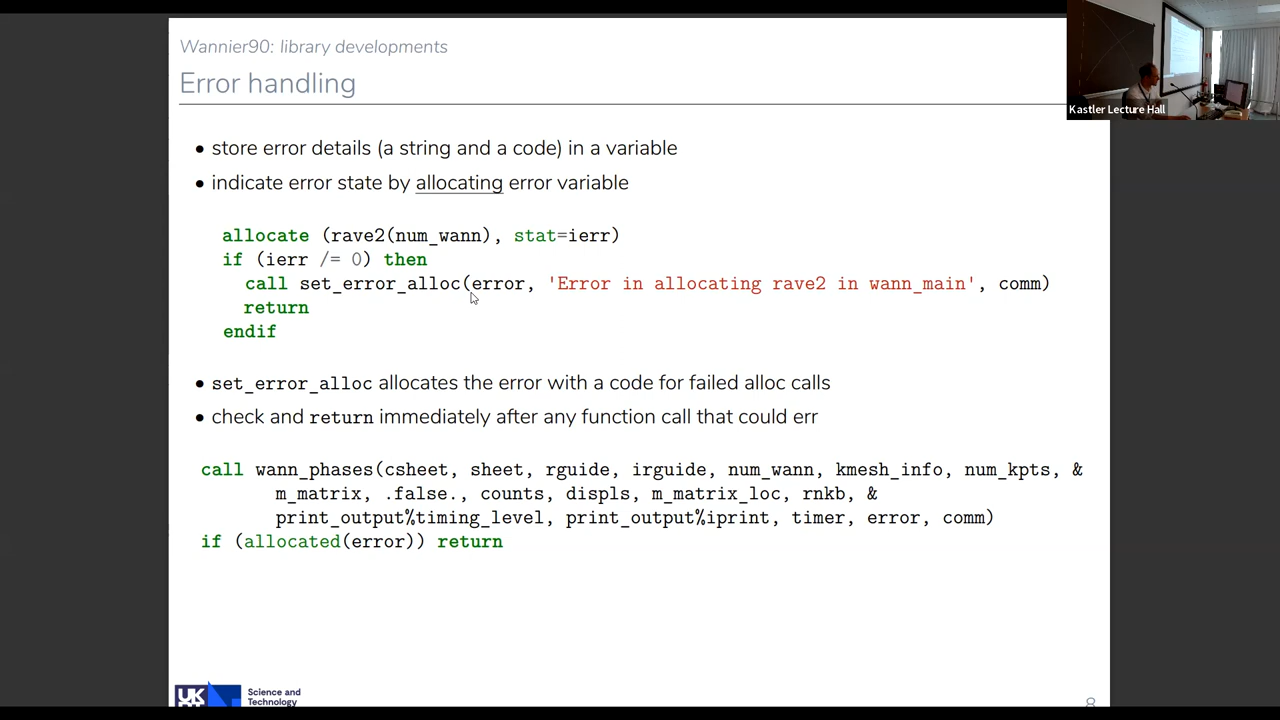 Wannier90: library developments
Error handling
Kastler Lecture Hall
• store error details (a string and a code) in a variable
• indicate error state by allocating error variable
allocate (rave2(num_wann), stat=ierr)
if (ierr /= 0) then
call set_error_alloc(error, 'Error in allocating rave2 in wann_main', comm)
return
endif
• set_error_alloc allocates the error with a code for failed alloc calls
• check and return immediately after any function call that could err
call wann_phases(csheet, sheet, rguide, irguide, num_wann, kmesh_info, num_kpts, &
m_matrix, .false., counts, displs, m_matrix_loc, rnkb, &
print_output%timing_level, print_output%iprint, timer, error, comm)
if (allocated(error)) return
UK
Science and
Technology
8